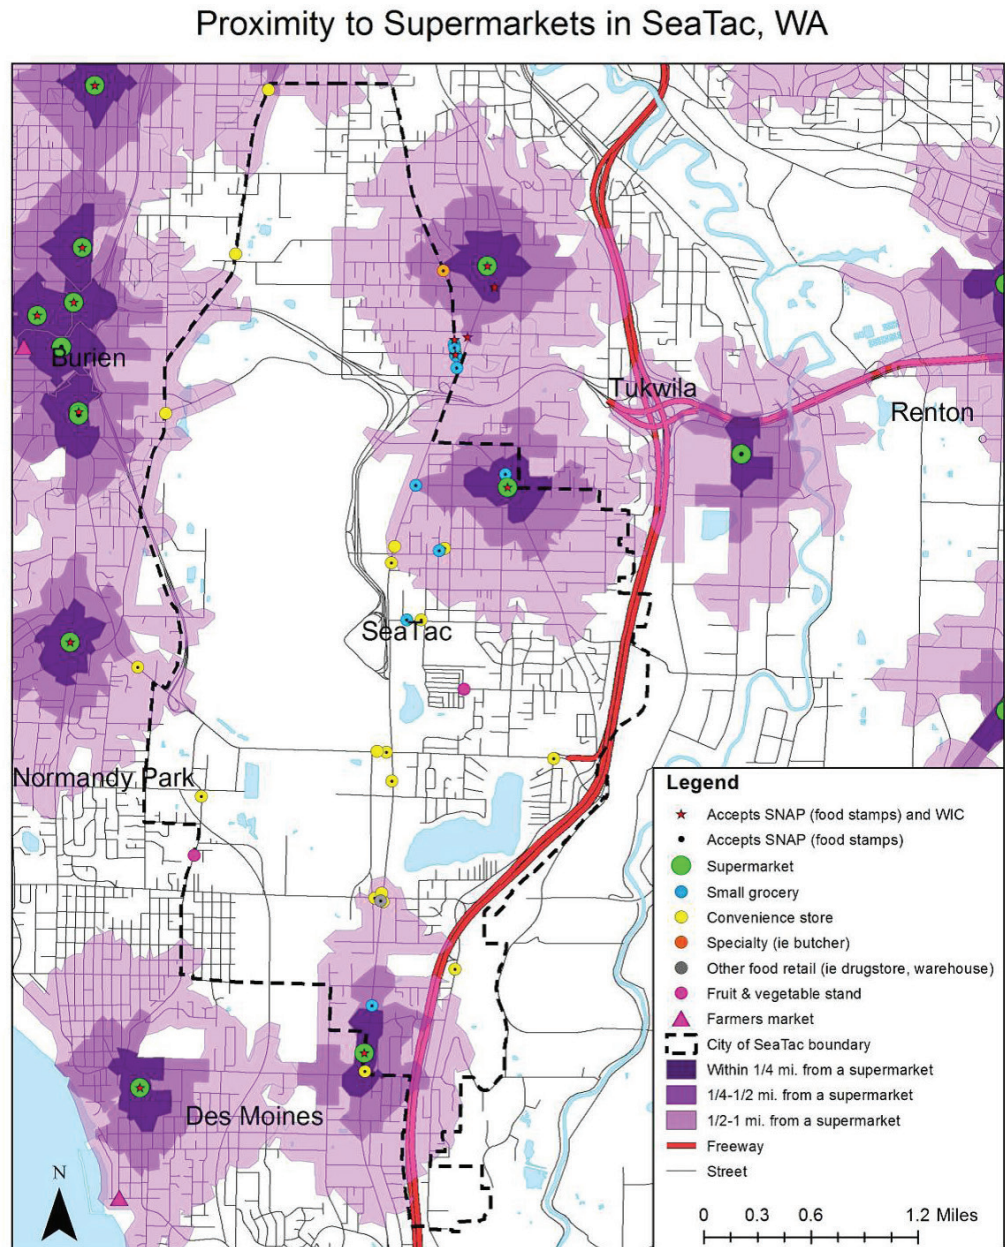 Proximity to Supermarkets in SeaTac, WA
Burien
Tukwila
Renton
SeaTac
Normandy Park
Des Moines
N
Legend
Accepts SNAP (food stamps) and WIC
Accepts SNAP (food stamps)
Supermarket
Small grocery
Convenience store
Specialty (ie butcher)
Other food retail (ie drugstore, warehouse)
Fruit & vegetable stand
Farmers market
City of SeaTac boundary
Within 1/4 mi. from a supermarket
1/4-1/2 mi. from a supermarket
1/2-1 mi. from a supermarket
Freeway
Street
0 0.3 0.6 1.2 Miles